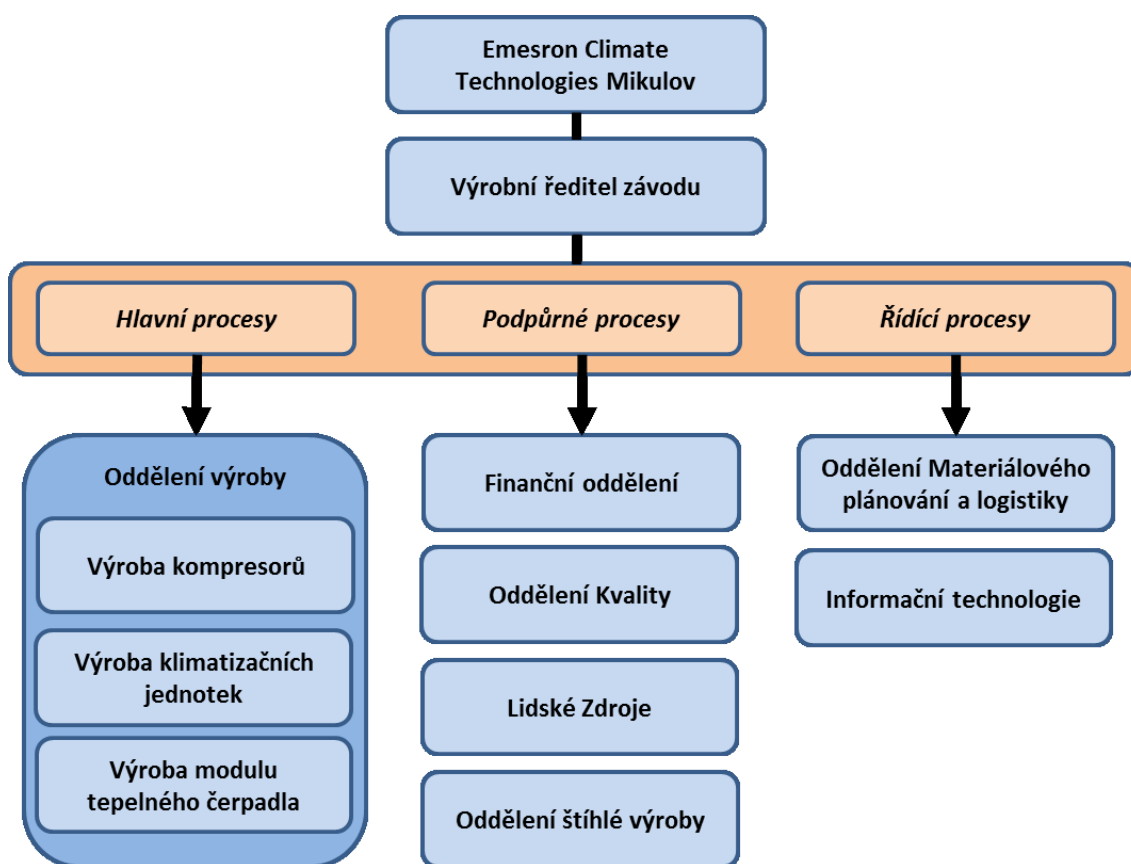 Emesron Climate
Technologies Mikulov
Výrobní ředitel závodu
Hlavní procesy
Podpůrné procesy
Řídící procesy
Oddělení výroby
Výroba kompresorů
Výroba klimatizačních
jednotek
Výroba modulu
tepelného čerpadla
Finanční oddělení
Oddělení Kvality
Lidské Zdroje
Oddělení štíhlé výroby
Oddělení Materiálového
plánování a logistiky
Informační technologie